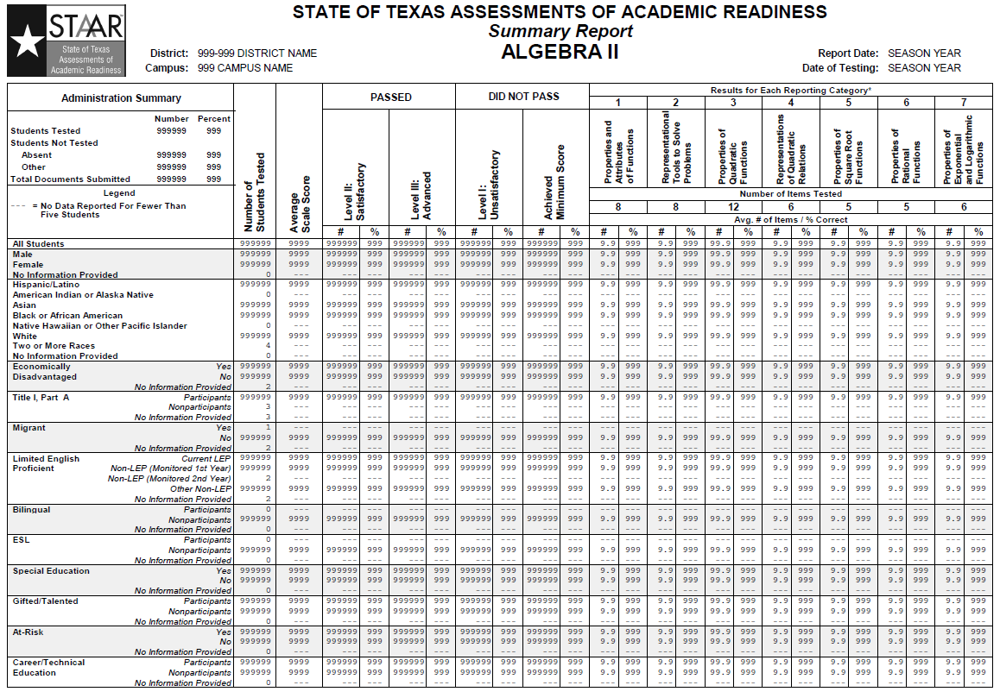 STAAR
State of Texas
Assessments of
Academic Readiness
STATE OF TEXAS ASSESSMENTS OF ACADEMIC READINESS
Summary Report
ALGEBRA II
District: 999-999 DISTRICT NAME
Campus: 999 CAMPUS NAME
Report Date: SEASON YEAR
Date of Testing: SEASON YEAR
Administration Summary
Number Percent
Students Tested 999999 999
Students Not Tested
Absent 999999 999
Other 999999 999
Total Documents Submitted 999999 999
Legend
--- = No Data Reported For Fewer Than
Five Students
Number of
Students Tested
Average
Scale Score
PASSED
Level II:
Satisfactory
Level III:
Advanced
DID NOT PASS
Level I:
Unsatisfactory
Achieved
Minimum Score
Results for Each Reporting Category*
1 2 3 4 5 6 7
Properties and
Attributes
of Functions
Representational
Tools to Solve
Problems
Properties of
Quadratic
Functions
Representations
of Quadratic
Relations
Properties of
Square Root
Functions
Properties of
Rational
Functions
Properties of
Exponential
and Logarithmic
Functions
Number of Items Tested
8 8 12 6 5 5 6
Avg. # of Items / % Correct
# % # % # % # % # % # % # % # % # % # % # %
All Students 999999 9999 999999 999 999999 999 999999 999 999999 999 9.9 999 9.9 999 99.9 999 9.9 999 9.9 999 9.9 999 9.9 999
Male 999999 9999 999999 999 999999 999 999999 999 999999 999 9.9 999 9.9 999 99.9 999 9.9 999 9.9 999 9.9 999 9.9 999
Female 999999 9999 999999 999 999999 999 999999 999 999999 999 9.9 999 9.9 999 99.9 999 9.9 999 9.9 999 9.9 999 9.9 999
No Information Provided 0 --- --- --- --- --- --- --- --- --- --- --- --- --- --- --- --- --- --- --- --- --- --- ---
Hispanic/Latino 999999 9999 999999 999 999999 999 999999 999 999999 999 9.9 999 9.9 999 99.9 999 9.9 999 9.9 999 9.9 999 9.9 999
American Indian or Alaska Native 0 --- --- --- --- --- --- --- --- --- --- --- --- --- --- --- --- --- --- --- --- --- --- ---
Asian 999999 9999 999999 999 999999 999 999999 999 999999 999 9.9 999 9.9 999 99.9 999 9.9 999 9.9 999 9.9 999 9.9 999
Black or African American 999999 9999 999999 999 999999 999 999999 999 999999 999 9.9 999 9.9 999 99.9 999 9.9 999 9.9 999 9.9 999 9.9 999
Native Hawaiian or Other Pacific Islander 0 --- --- --- --- --- --- --- --- --- --- --- --- --- --- --- --- --- --- --- --- --- --- ---
White 999999 9999 999999 999 999999 999 999999 999 999999 999 9.9 999 9.9 999 99.9 999 9.9 999 9.9 999 9.9 999 9.9 999
Two or More Races 4 --- --- --- --- --- --- --- --- --- --- --- --- --- --- --- --- --- --- --- --- --- --- ---
No Information Provided 0 --- --- --- --- --- --- --- --- --- --- --- --- --- --- --- --- --- --- --- --- --- --- ---
Economically Yes 999999 9999 999999 999 999999 999 999999 999 999999 999 9.9 999 9.9 999 99.9 999 9.9 999 9.9 999 9.9 999 9.9 999
Disadvantaged No 999999 9999 999999 999 999999 999 999999 999 999999 999 9.9 999 9.9 999 99.9 999 9.9 999 9.9 999 9.9 999 9.9 999
No Information Provided 2 --- --- --- --- --- --- --- --- --- --- --- --- --- --- --- --- --- --- --- --- --- --- ---
Title I, Part A Participants 999999 9999 999999 999 999999 999 999999 999 999999 999 9.9 999 9.9 999 99.9 999 9.9 999 9.9 999 9.9 999 9.9 999
Nonparticipants 3 --- --- --- --- --- --- --- --- --- --- --- --- --- --- --- --- --- --- --- --- --- --- ---
No Information Provided 3 --- --- --- --- --- --- --- --- --- --- --- --- --- --- --- --- --- --- --- --- --- --- ---
Migrant Yes 1 --- --- --- --- --- --- --- --- --- --- --- --- --- --- --- --- --- --- --- --- --- --- ---
No 999999 9999 999999 999 999999 999 999999 999 999999 999 9.9 999 9.9 999 99.9 999 9.9 999 9.9 999 9.9 999 9.9 999
No Information Provided 2 --- --- --- --- --- --- --- --- --- --- --- --- --- --- --- --- --- --- --- --- --- --- ---
Limited English Current LEP 999999 9999 999999 999 999999 999 999999 999 999999 999 9.9 999 9.9 999 99.9 999 9.9 999 9.9 999 9.9 999 9.9 999
Proficient Non-LEP (Monitored 1st Year) 999999 9999 999999 999 999999 999 999999 999 999999 999 9.9 999 9.9 999 99.9 999 9.9 999 9.9 999 9.9 999 9.9 999
Non-LEP (Monitored 2nd Year) 2 --- --- --- --- --- --- --- --- --- --- --- --- --- --- --- --- --- --- --- --- --- --- ---
Other Non-LEP 999999 9999 999999 999 999999 999 999999 999 999999 999 9.9 999 9.9 999 99.9 999 9.9 999 9.9 999 9.9 999 9.9 999
No Information Provided 2 --- --- --- --- --- --- --- --- --- --- --- --- --- --- --- --- --- --- --- --- --- --- ---
Bilingual Participants 0 --- --- --- --- --- --- --- --- --- --- --- --- --- --- --- --- --- --- --- --- --- --- ---
Nonparticipants 999999 9999 999999 999 999999 999 999999 999 999999 999 9.9 999 9.9 999 99.9 999 9.9 999 9.9 999 9.9 999 9.9 999
No Information Provided 0 --- --- --- --- --- --- --- --- --- --- --- --- --- --- --- --- --- --- --- --- --- --- ---
ESL Participants 0 --- --- --- --- --- --- --- --- --- --- --- --- --- --- --- --- --- --- --- --- --- --- ---
Nonparticipants 999999 9999 999999 999 999999 999 999999 999 999999 999 9.9 999 9.9 999 99.9 999 9.9 999 9.9 999 9.9 999 9.9 999
No Information Provided 0 --- --- --- --- --- --- --- --- --- --- --- --- --- --- --- --- --- --- --- --- --- --- ---
Special Education Yes 999999 9999 999999 999 999999 999 999999 999 999999 999 9.9 999 9.9 999 99.9 999 9.9 999 9.9 999 9.9 999 9.9 999
No 999999 9999 999999 999 999999 999 999999 999 999999 999 9.9 999 9.9 999 99.9 999 9.9 999 9.9 999 9.9 999 9.9 999
No Information Provided 0 --- --- --- --- --- --- --- --- --- --- --- --- --- --- --- --- --- --- --- --- --- --- ---
Gifted/Talented Participants 999999 9999 999999 999 999999 999 999999 999 999999 999 9.9 999 9.9 999 99.9 999 9.9 999 9.9 999 9.9 999 9.9 999
Nonparticipants 999999 9999 999999 999 999999 999 999999 999 999999 999 9.9 999 9.9 999 99.9 999 9.9 999 9.9 999 9.9 999 9.9 999
No Information Provided 0 --- --- --- --- --- --- --- --- --- --- --- --- --- --- --- --- --- --- --- --- --- --- ---
At-Risk Yes 999999 9999 999999 999 999999 999 999999 999 999999 999 9.9 999 9.9 999 99.9 999 9.9 999 9.9 999 9.9 999 9.9 999
No 999999 9999 999999 999 999999 999 999999 999 999999 999 9.9 999 9.9 999 99.9 999 9.9 999 9.9 999 9.9 999 9.9 999
No Information Provided 0 --- --- --- --- --- --- --- --- --- --- --- --- --- --- --- --- --- --- --- --- --- --- ---
Career/Technical Participants 999999 9999 999999 999 999999 999 999999 999 999999 999 9.9 999 9.9 999 99.9 999 9.9 999 9.9 999 9.9 999 9.9 999
Education Nonparticipants 999999 9999 999999 999 999999 999 999999 999 999999 999 9.9 999 9.9 999 99.9 999 9.9 999 9.9 999 9.9 999 9.9 999
No Information Provided 0 --- --- --- --- --- --- --- --- --- --- --- --- --- --- --- --- --- --- --- --- --- --- ---